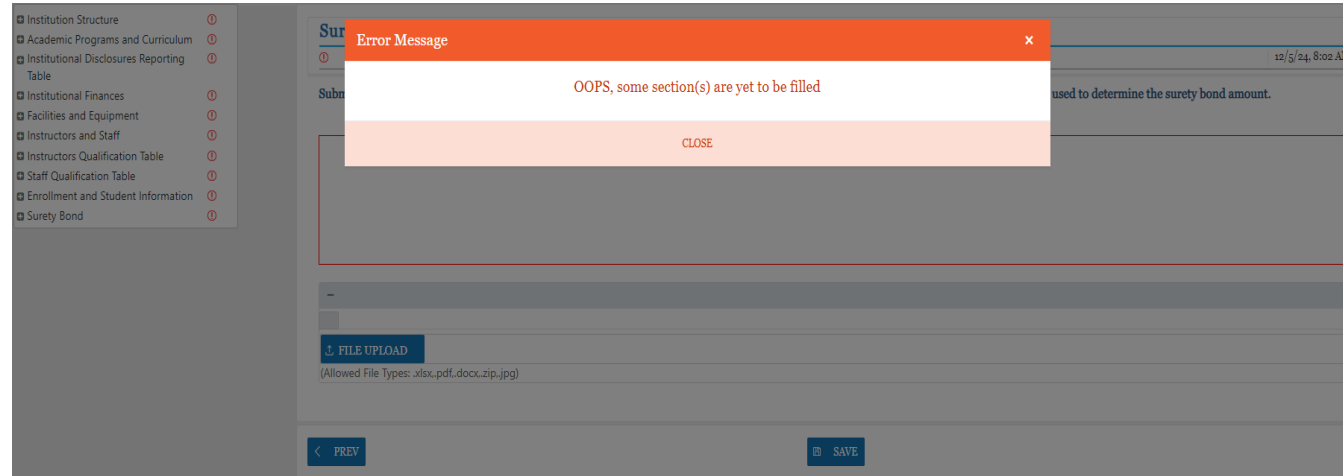 Institution Structure
Academic Programs and Curriculum
Institutional Disclosures Reporting
Table
Institutional Finances
Facilities and Equipment
Instructors and Staff
Instructors Qualification Table
Staff Qualification Table
Enrollment and Student Information
Surety Bond
Sur
Error Message
×
12/5/24, 8:02 A
OOPS, some section(s) are yet to be filled
Subm
used to determine the surety bond amount.
CLOSE
FILE UPLOAD
(Allowed File Types: .xlsx,.pdf,.docx,.zip,.jpg)
PREV
SAVE